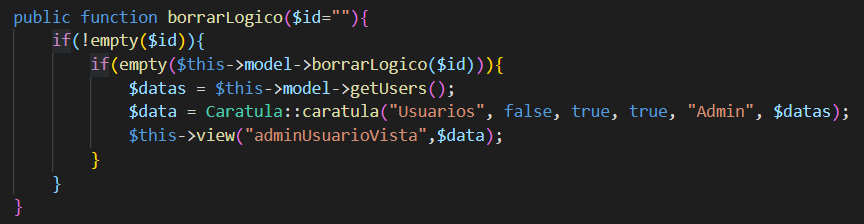 public function borrarLogico($id=""){
if(!empty($id)){
if(empty($this->model->borrarLogico($id))){
$datas = $this->model->getUsers();
$data = Caratula::caratula("Usuarios", false, true, true, "Admin", $datas);
$this->view("adminUsuarioVista",$data);
}
}
}